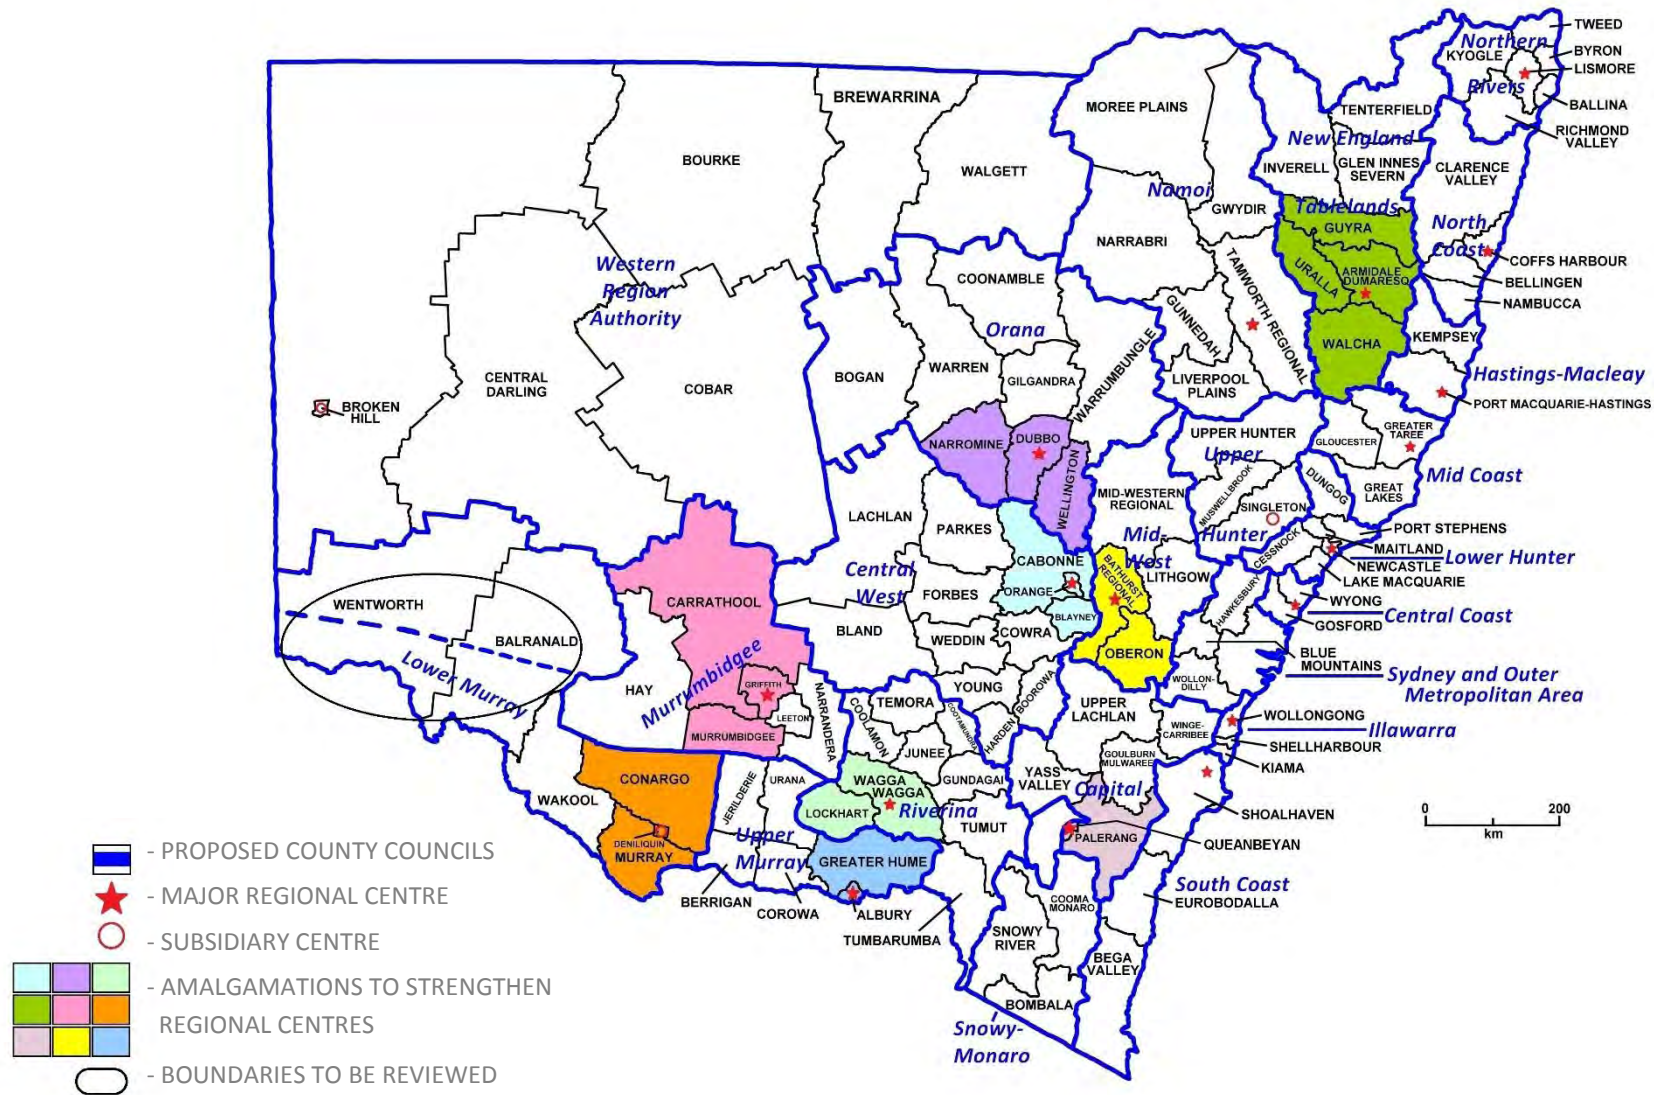 TWEED
Northern
KYOGLE
BYRON
LISMORE
Rivers
BALLINA
RICHMOND
VALLEY
BREWARRINA
MOREE PLAINS
TENTERFIELD
New England
BOURKE
WALGETT
INVERELL
GLEN INNES
SEVERN
CLARENCE
VALLEY
Namoi
Tablelands
GWYDIR
GUYRA
North
Coast
NARRABRI
COFFS HARBOUR
Western
Region
Authority
COONAMBLE
TAMWORTH REGIONAL
URALLA
ARMIDALE
DUMARESQ
BELLINGEN
NAMBUCCA
Orana
GUNNEDAH
WARRUMBUNGLE
WALCHA
KEMPSEY
CENTRAL
DARLING
COBAR
BOGAN
WARREN
GILGANDRA
LIVERPOOL
PLAINS
Hastings-Macleay
PORT MACQUARIE-HASTINGS
BROKEN
HILL
NARROMINE
DUBBO
WELLINGTON
UPPER HUNTER
Upper
Hunter
GLOUCESTER
GREATER
TAREE
Mid Coast
GREAT
LAKES
DUNGOG
MUSWELLBROOK
SINGLETON
MID-WESTERN
REGIONAL
LACHLAN
PARKES
PORT STEPHENS
MAITLAND
Lower Hunter
NEWCASTLE
LAKE MACQUARIE
CESSNOCK
Mid-
West
CABONNE
BATHURST
REGIONAL
LITHGOW
HAWKESBURY
Central
West
FORBES
ORANGE
BLAYNEY
WYONG
Central Coast
GOSFORD
WENTWORTH
BALRANALD
CARRATHOOL
BLAND
WEDDIN
COWRA
OBERON
BLUE
MOUNTAINS
Sydney and Outer
Metropolitan Area
WOLLON-
DILLY
Lower Murray
HAY
Murrumbidgee
GRIFFITH
LEETON
NARRANDERA
MURRUMBIDGEE
COOLAMON
TEMORA
YOUNG
BOOROWA
COOTAMUNDRA
HARDEN
UPPER
LACHLAN
WINGE-
CARRIBEE
WOLLONGONG
Illawarra
SHELLHARBOUR
KIAMA
JUNEE
GOULBURN
MULWAREE
CONARGO
WAKOOL
JERILDERIE
URANA
WAGGA
WAGGA
LOCKHART
Riverina
GUNDAGAI
YASS
VALLEY
Capital
SHOALHAVEN
TUMUT
PALERANG
QUEANBEYAN
DENILIQUIN
MURRAY
Upper
Murray
GREATER HUME
BERRIGAN
COROWA
ALBURY
TUMBARUMBA
SNOWY
RIVER
COOMA
MONARO
South Coast
EUROBODALLA
BEGA
VALLEY
BOMBALA
Snowy-
Monaro
0 200
km
- PROPOSED COUNTY COUNCILS
- MAJOR REGIONAL CENTRE
- SUBSIDIARY CENTRE
- AMALGAMATIONS TO STRENGTHEN
REGIONAL CENTRES
- BOUNDARIES TO BE REVIEWED